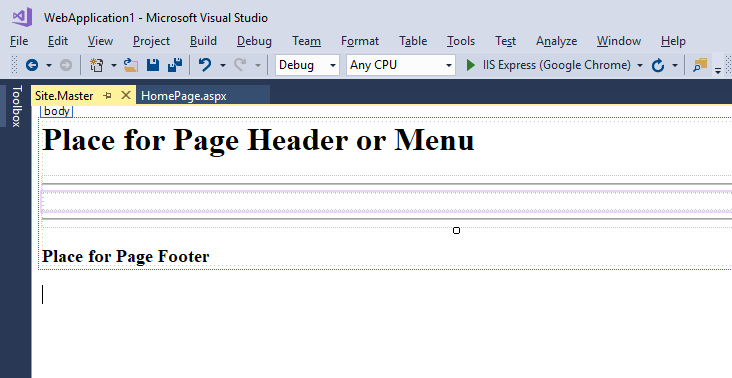 WebApplication1 - Microsoft Visual Studio
File Edit View Project Build Debug Team Format Table Tools Test Analyze Window Help
Debug Any CPU IIS Express (Google Chrome)
Toolbox
Site.Master HomePage.aspx
body
Place for Page Header or Menu
Place for Page Footer